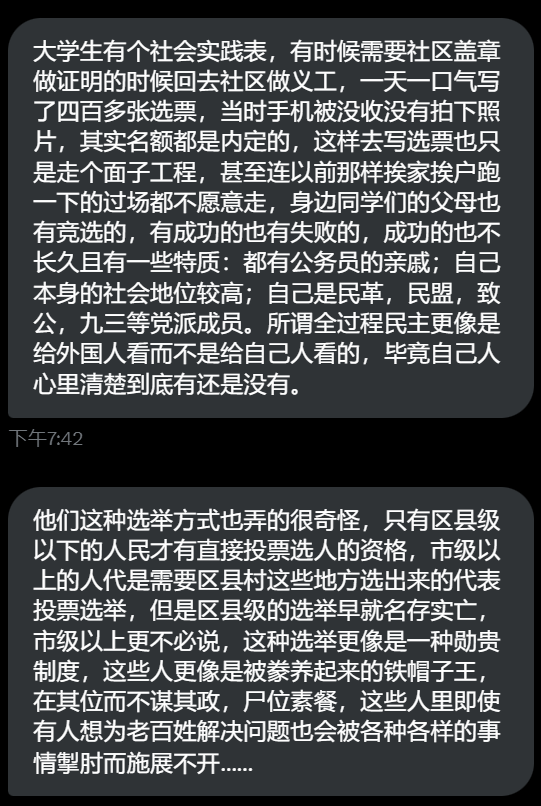 大学生有个社会实践表，有时候需要社区盖章
做证明的时候回去社区做义工，一天一口气写
了四百多张选票，当时手机被没收没有拍下照
片，其实名额都是内定的，这样去写选票也只
是走个面子工程，甚至连以前那样挨家挨户跑
一下的过场都不愿意走，身边同学们的父母也
有竞选的，有成功的也有失败的，成功的也不
长久且有一些特质：都有公务员的亲戚；自己
本身的社会地位较高；自己是民革，民盟，致
公，九三等党派成员。所谓全过程民主更像是
给外国人看而不是给自己人看的，毕竟自己人
心里清楚到底有还是没有。
下午7:42
他们这种选举方式也弄的很奇怪，只有区县级
以下的人民才有直接投票选人的资格，市级以
上的人代是需要区县村这些地方选出来的代表
投票选举，但是区县级的选举早就名存实亡，
市级以上更不必说，这种选举更像是一种勋贵
制度，这些人更像是被豢养起来的铁帽子王，
在其位而不谋其政，尸位素餐，这些人里即使
有人想为老百姓解决问题也会被各种各样的事
情掣肘而施展不开......